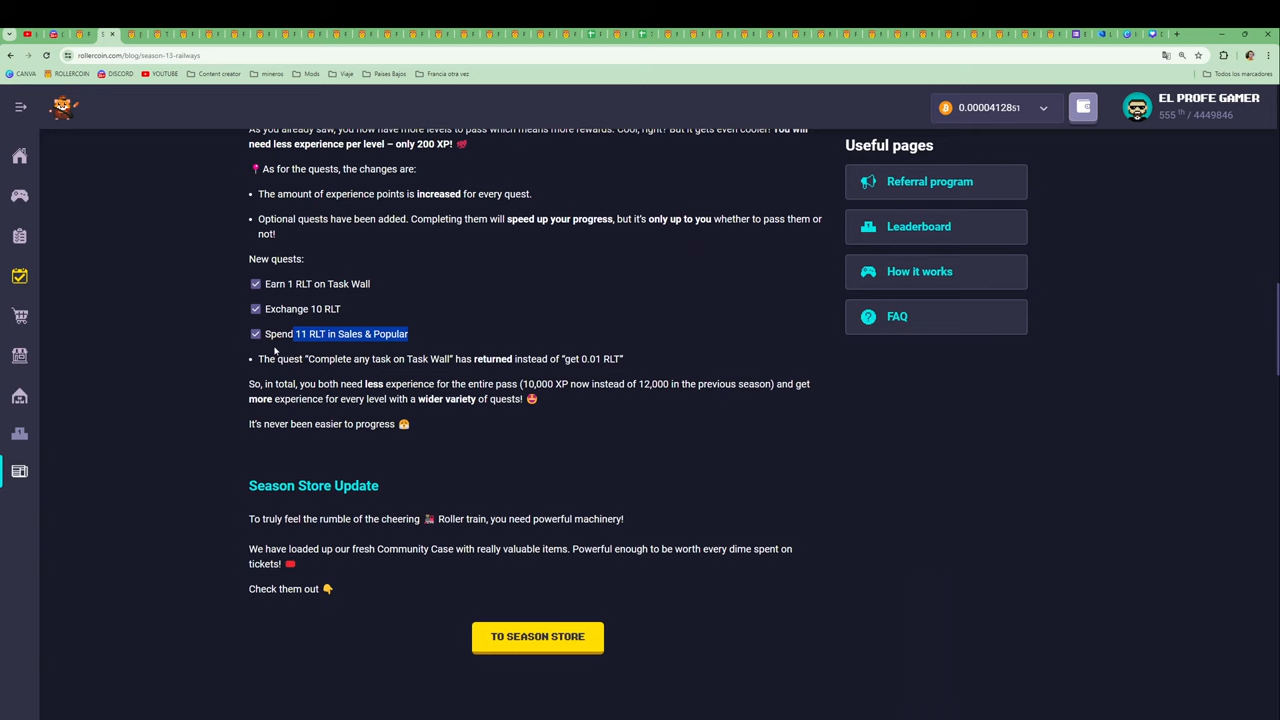 rollercoin.com/blog/season-13-railways
CANVA
ROLLERCOIN
DISCORD
YOUTUBE
Content creator
mineros
Mods
Viaje
Paises Bajos
Francia otra vez
Todos los marcadores
0.0000412851
EL PROFE GAMER
555 th / 4449846
As you already saw, you now have more levels to pass which means more rewards. Cool, right? But it gets even cooler! You will
need less experience per level – only 200 XP!
As for the quests, the changes are:
• The amount of experience points is increased for every quest.
• Optional quests have been added. Completing them will speed up your progress, but it's only up to you whether to pass them or
not!
New quests:
Earn 1 RLT on Task Wall
Exchange 10 RLT
Spend 11 RLT in Sales & Popular
• The quest “Complete any task on Task Wall” has returned instead of “get 0.01 RLT”
So, in total, you both need less experience for the entire pass (10,000 XP now instead of 12,000 in the previous season) and get
more experience for every level with a wider variety of quests!
It's never been easier to progress
Season Store Update
To truly feel the rumble of the cheering Roller train, you need powerful machinery!
We have loaded up our fresh Community Case with really valuable items. Powerful enough to be worth every dime spent on
tickets!
Check them out
TO SEASON STORE
Useful pages
Referral program
Leaderboard
How it works
FAQ